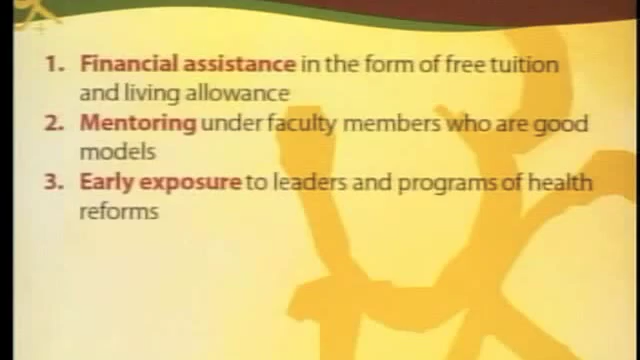 1. Financial assistance in the form of free tuition
and living allowance
2. Mentoring under faculty members who are good
models
3. Early exposure to leaders and programs of health
reforms